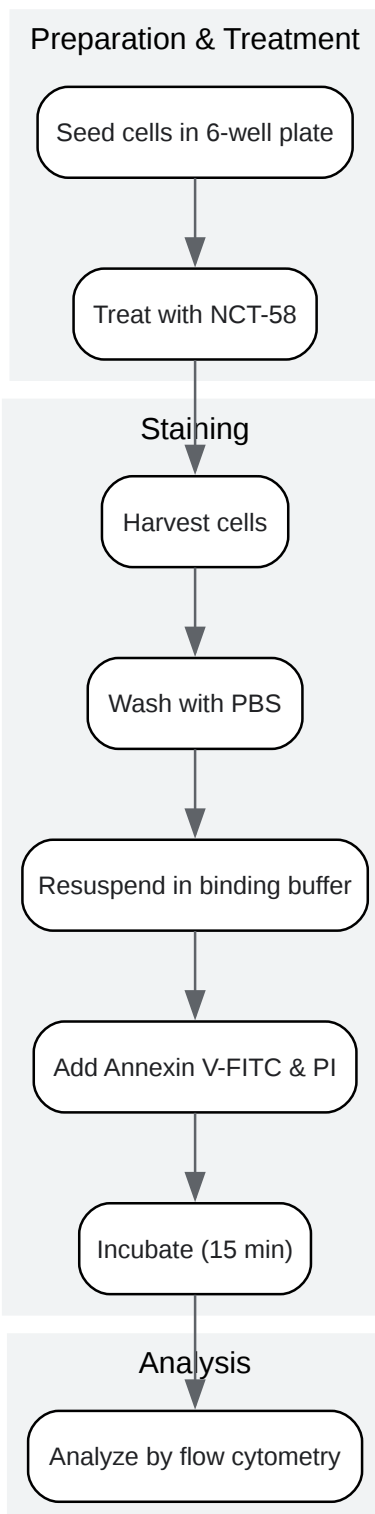 Preparation & Treatment
Seed cells in 6-well plate
Treat with NCT-58
Staining
Harvest cells
Wash with PBS
Resuspend in binding buffer
Add Annexin V-FITC & PI
Incubate (15 min)
Analysis
Analyze by flow cytometry